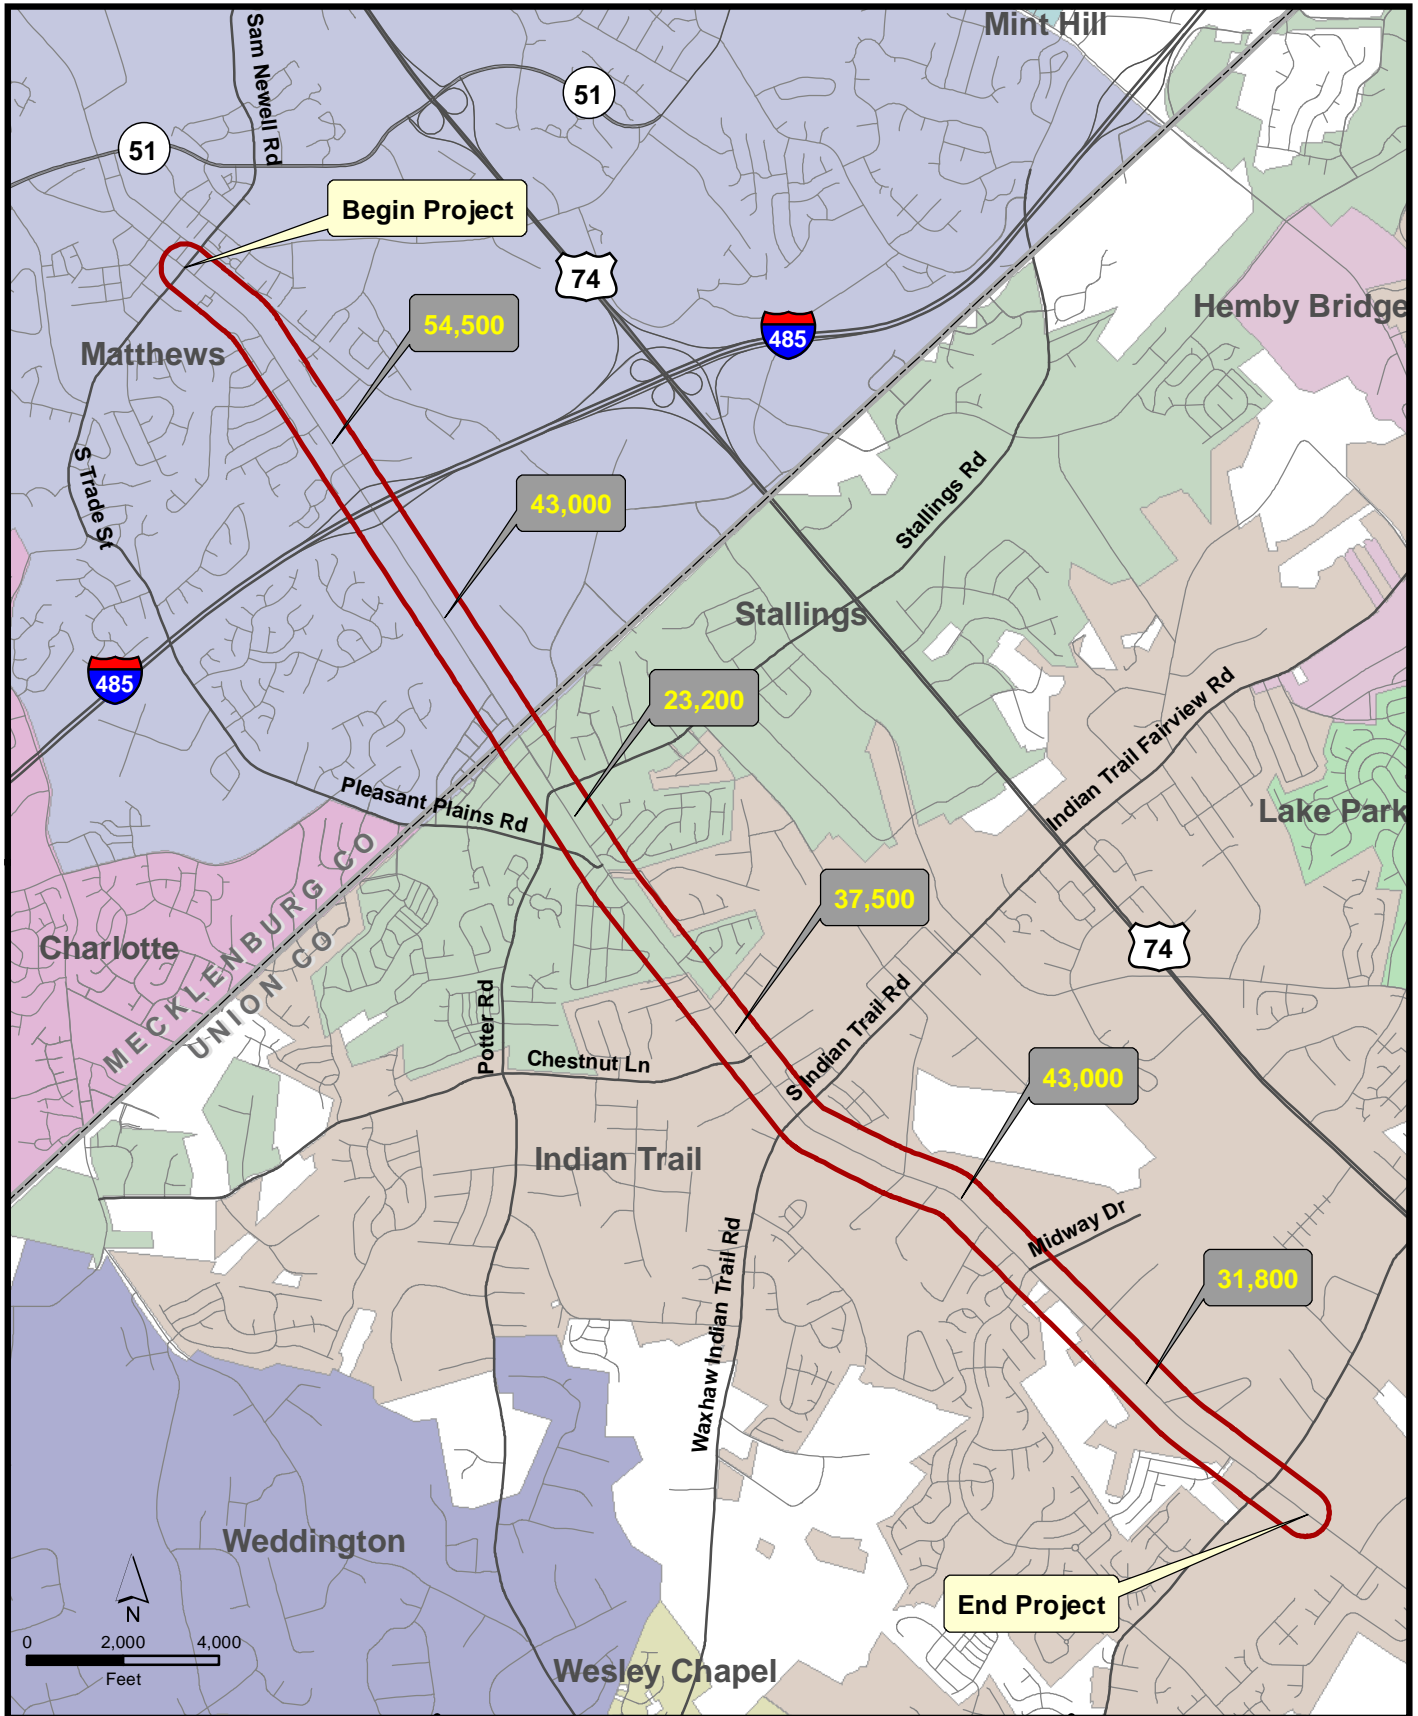 Mint Hill
Sam Newell Rd
51
51
Begin Project
74
Hemby Bridge
54,500
485
Matthews
S Trade St
43,000
Stallings Rd
Stallings
485
23,200
Indian Trail Fairview Rd
Pleasant Plains Rd
Lake Park
MECKLENBURG CO
UNION CO
Charlotte
37,500
74
Potter Rd
S Indian Trail Rd
Chestnut Ln
43,000
Indian Trail
Midway Dr
Waxhaw Indian Trail Rd
31,800
Weddington
End Project
N
0 2,000 4,000
Feet
Wesley Chapel